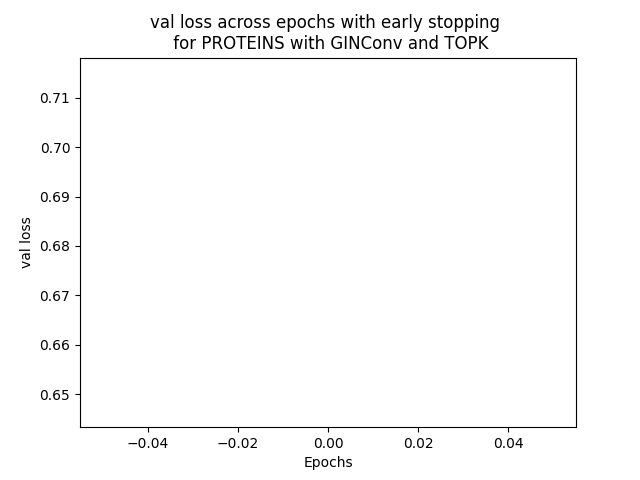 val loss across epochs with early stopping
for PROTEINS with GINConv and TOPK
0.71
0.70
0.69
0.68
0.67
0.66
0.65
val loss
−0.04 −0.02 0.00 0.02 0.04
Epochs